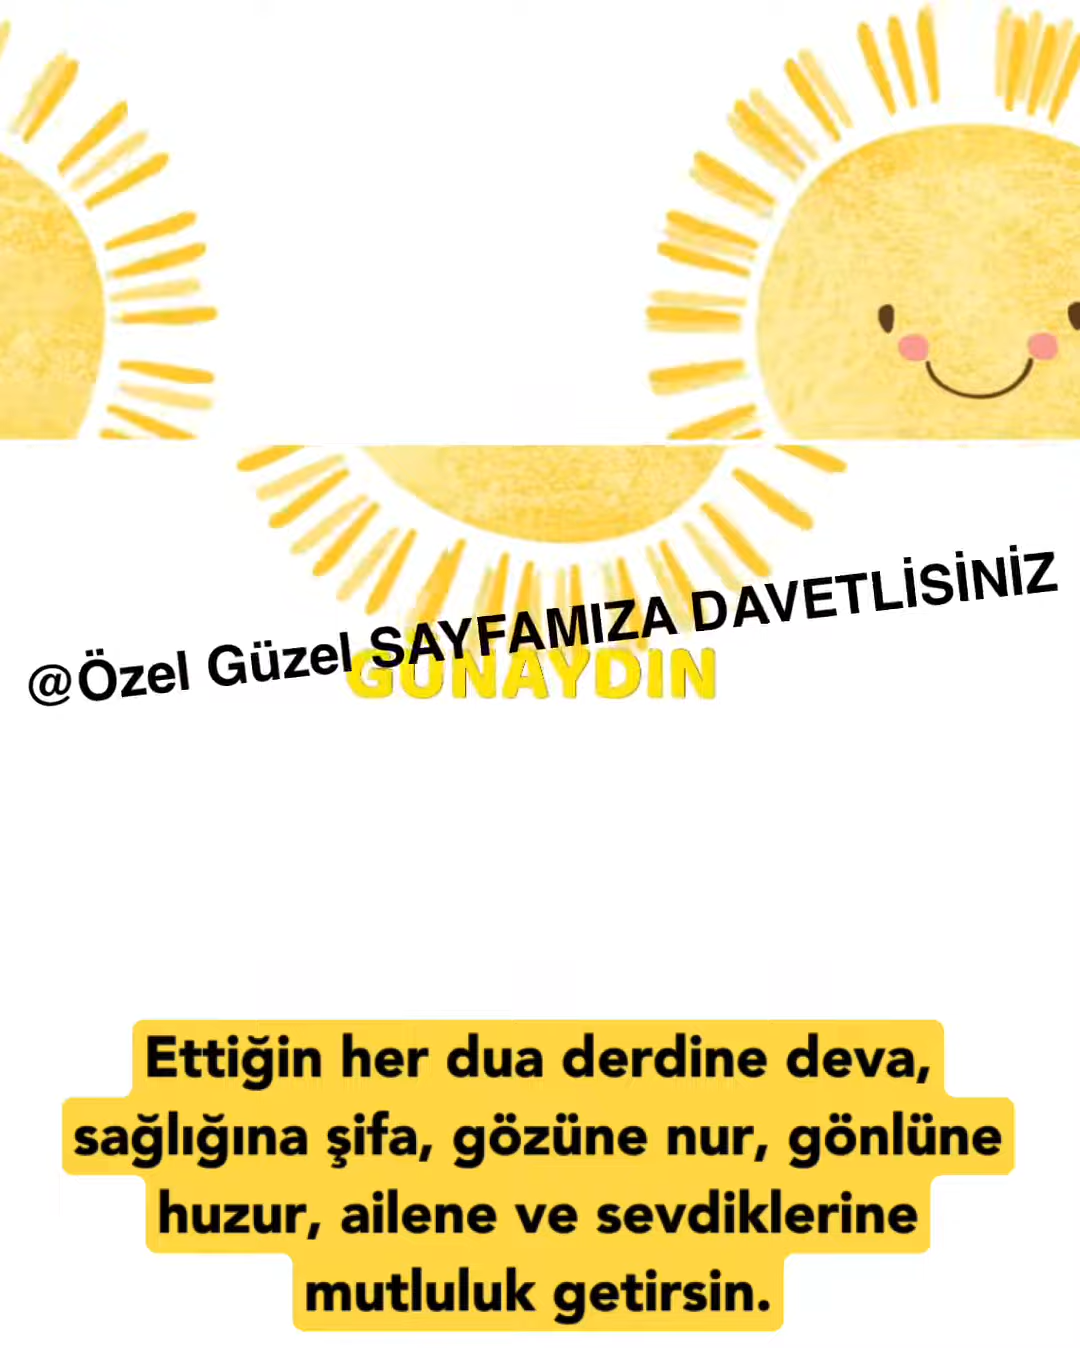 @Özel Güzel SAYFAMIZA DAVETLİSİNİZ
GÜNAYDIN
Ettiğin her dua derdine deva,
sağlığına şifa, gözüne nur, gönlüne
huzur, ailene ve sevdiklerine
mutluluk getirsin.